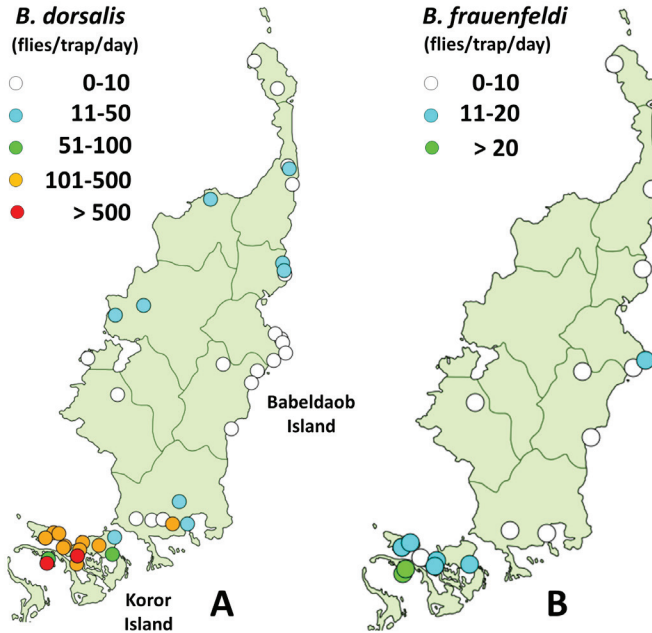 B. dorsalis
(flies/trap/day)
0-10
11-50
51-100
101-500
> 500
Babeldaob
Island
Koror
Island
A
B. frauenfeldi
(flies/trap/day)
0-10
11-20
> 20
B